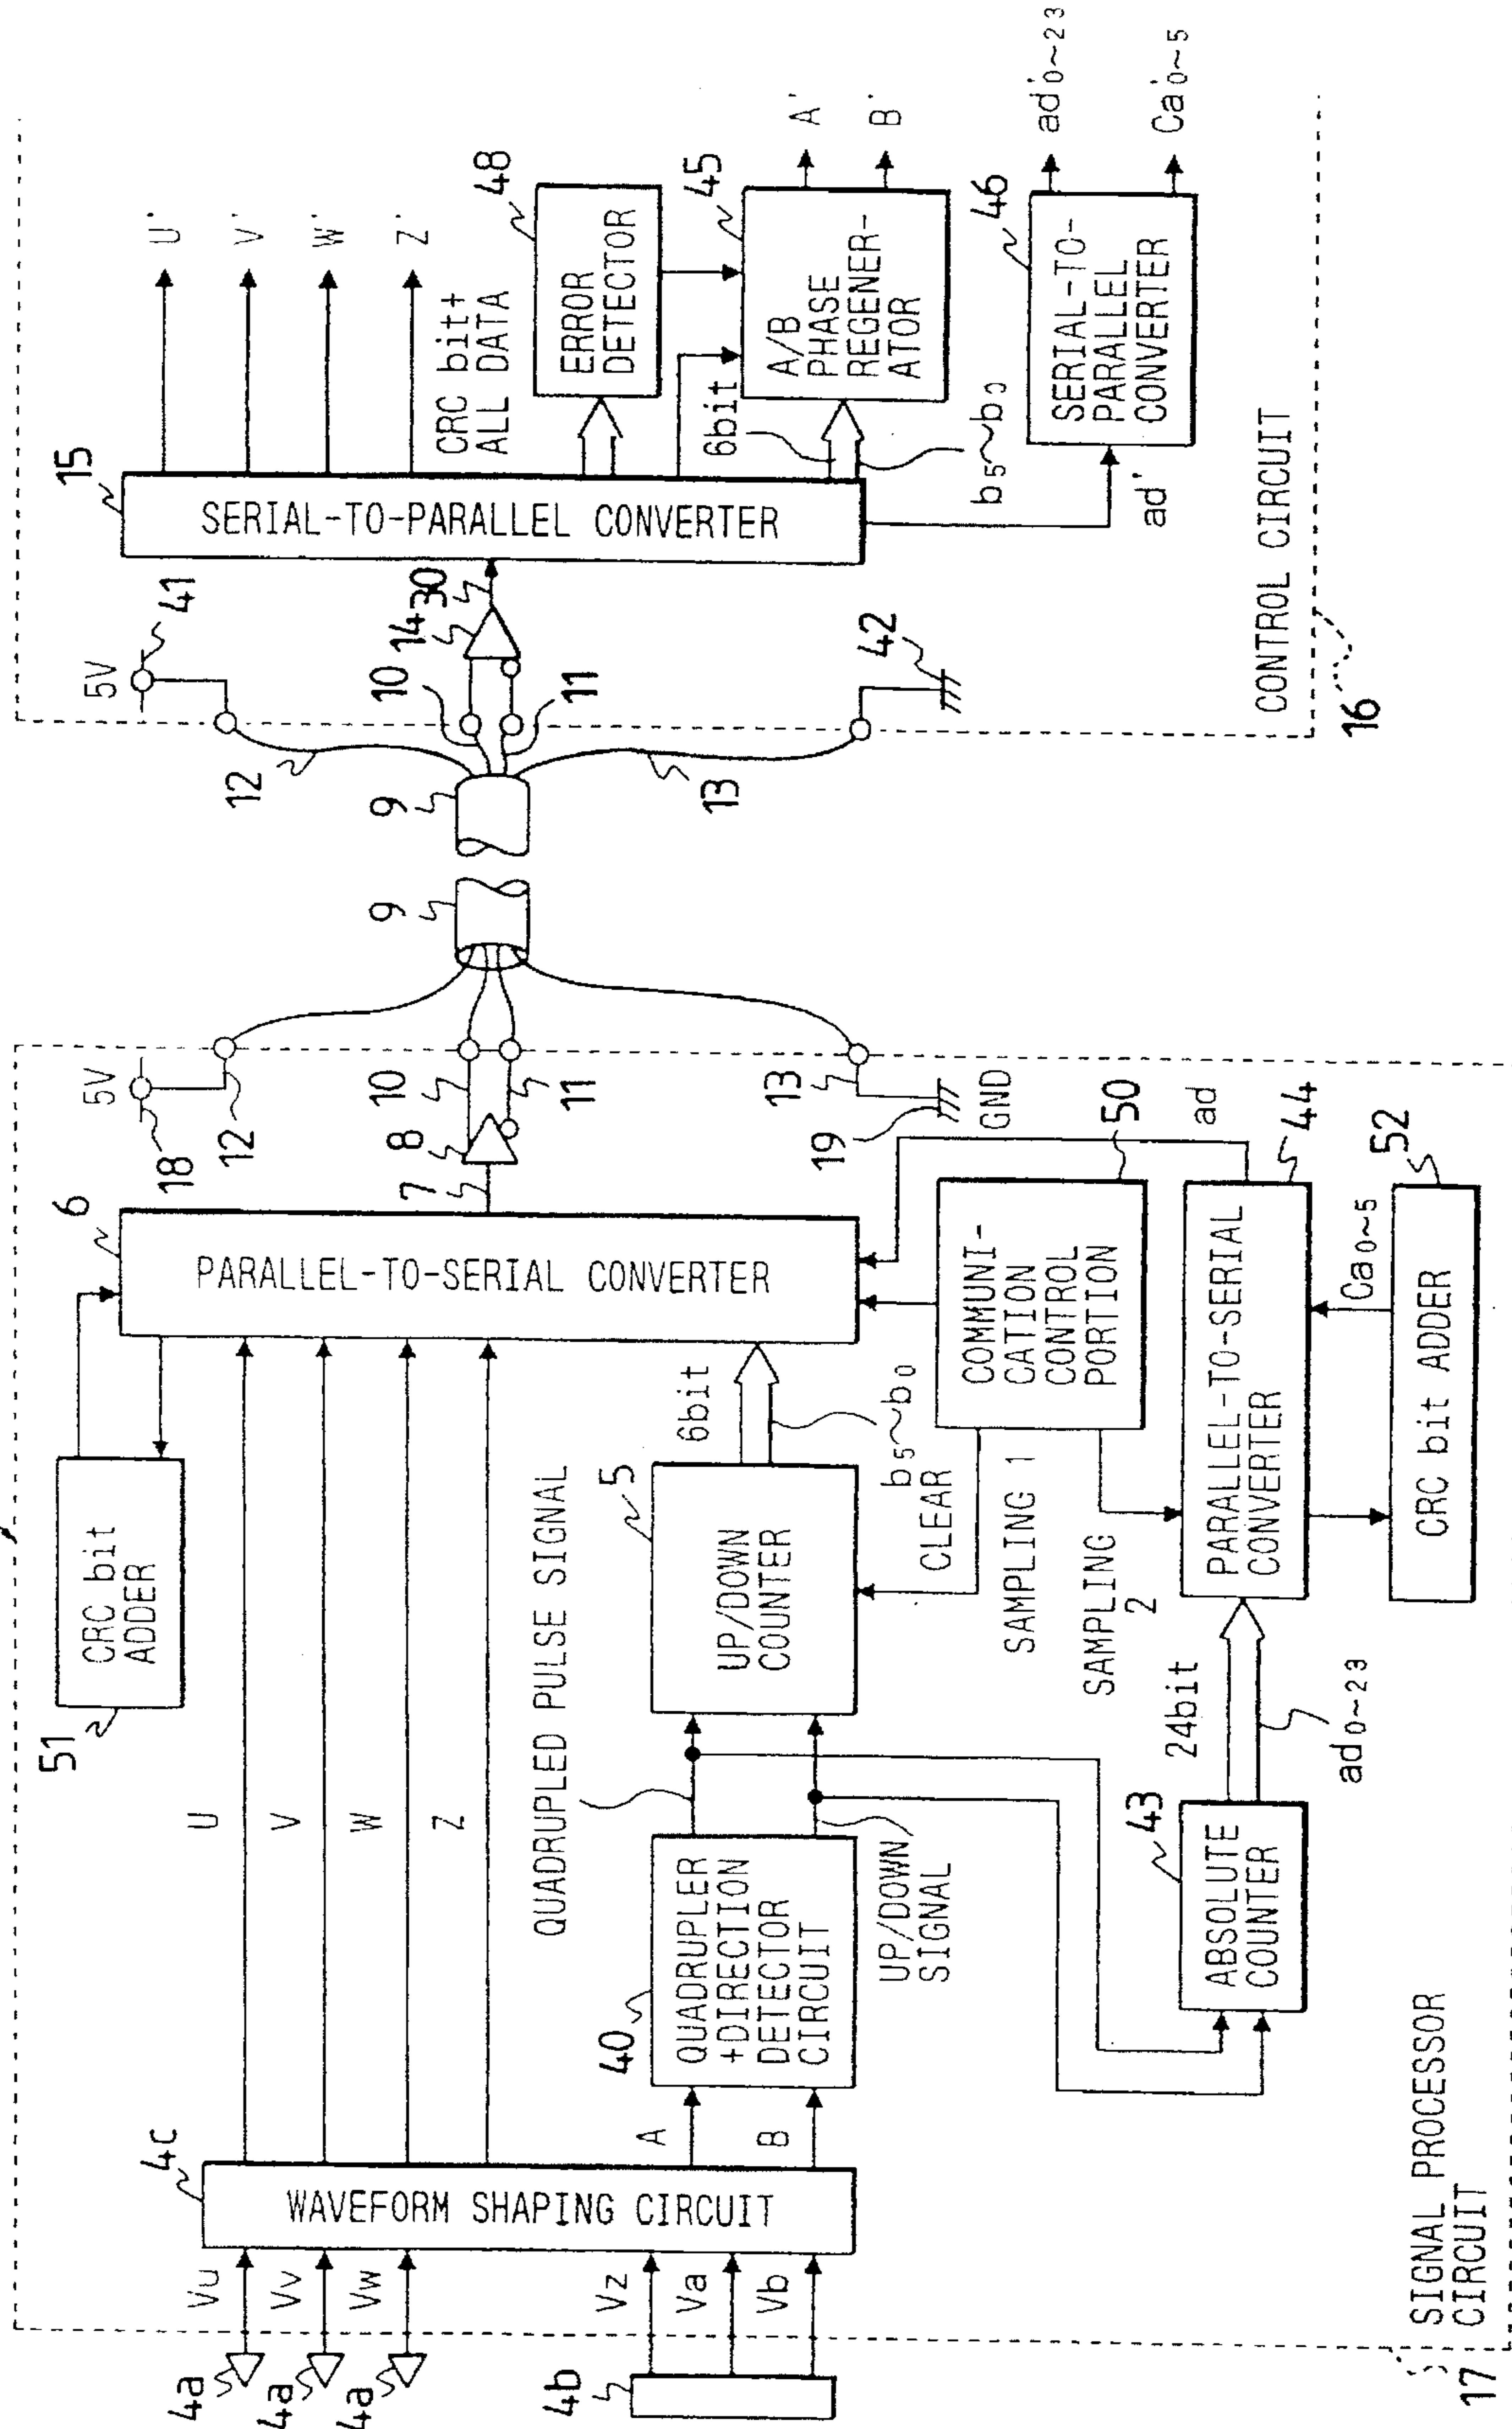 4a
4a
4a
4b
Vu
Vv
Vw
Vz
Va
Vb
4c
WAVEFORM SHAPING CIRCUIT
U
V
W
Z
A
B
51
CRC bit
ADDER
40
QUADRUPLER
+DIRECTION
DETECTOR
CIRCUIT
QUADRUPLED PULSE SIGNAL
UP/DOWN
SIGNAL
5
UP/DOWN
COUNTER
6bit
b5~b0
CLEAR
SAMPLING 1
SAMPLING
2
43
ABSOLUTE
COUNTER
24bit
ad0~23
6
PARALLEL-TO-SERIAL CONVERTER
COMMUNI-
CATION
CONTROL
PORTION
50
PARALLEL-TO-SERIAL
CONVERTER
44
ad
Ca0~5
CRC bit ADDER
52
SIGNAL PROCESSOR
CIRCUIT
17
7
8
10
11
5V
18
12
13
19
GND
9
9
12
13
10
11
14
30
5V
41
42
15
SERIAL-TO-PARALLEL CONVERTER
U'
V'
W'
Z'
CRC bit+
ALL DATA
ERROR
DETECTOR
48
6bit
b5~b0
A/B
PHASE
REGENER-
ATOR
45
A'
B'
ad'
SERIAL-TO-
PARALLEL
CONVERTER
46
ad'0~23
Ca'0~5
CONTROL CIRCUIT
16